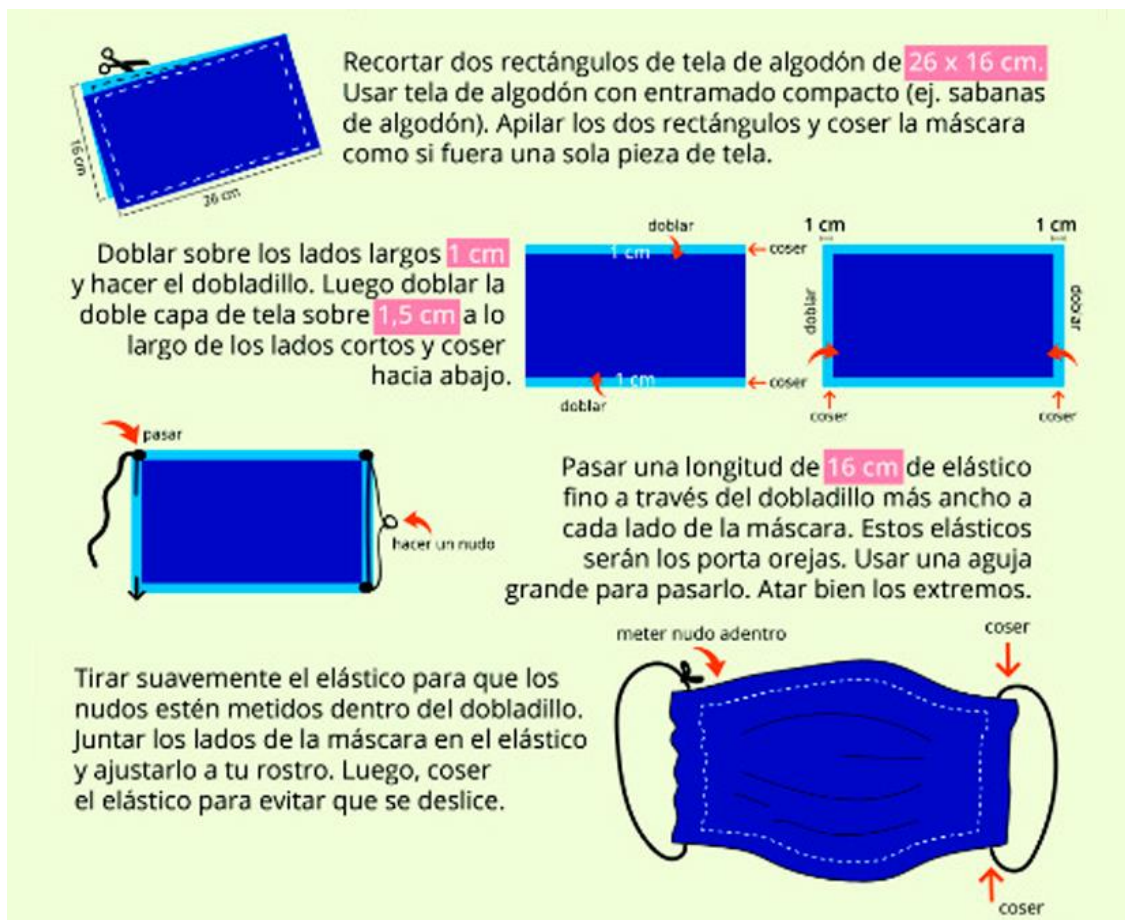 Recortar dos rectángulos de tela de algodón de 26 x 16 cm.
Usar tela de algodón con entramado compacto (ej. sabanas
de algodón). Apilar los dos rectángulos y coser la máscara
como si fuera una sola pieza de tela.
16 cm
26 cm
Doblar sobre los lados largos 1 cm
y hacer el dobladillo. Luego doblar la
doble capa de tela sobre 1,5 cm a lo
largo de los lados cortos y coser
hacia abajo.
doblar
1 cm
coser
1 cm
coser
doblar
1 cm
1 cm
doblar
doblar
coser
coser
pasar
hacer un nudo
Pasar una longitud de 16 cm de elástico
fino a través del dobladillo más ancho a
cada lado de la máscara. Estos elásticos
serán los porta orejas. Usar una aguja
grande para pasarlo. Atar bien los extremos.
Tirar suavemente el elástico para que los
nudos estén metidos dentro del dobladillo.
Juntar los lados de la máscara en el elástico
y ajustarlo a tu rostro. Luego, coser
el elástico para evitar que se deslice.
meter nudo adentro
coser
coser